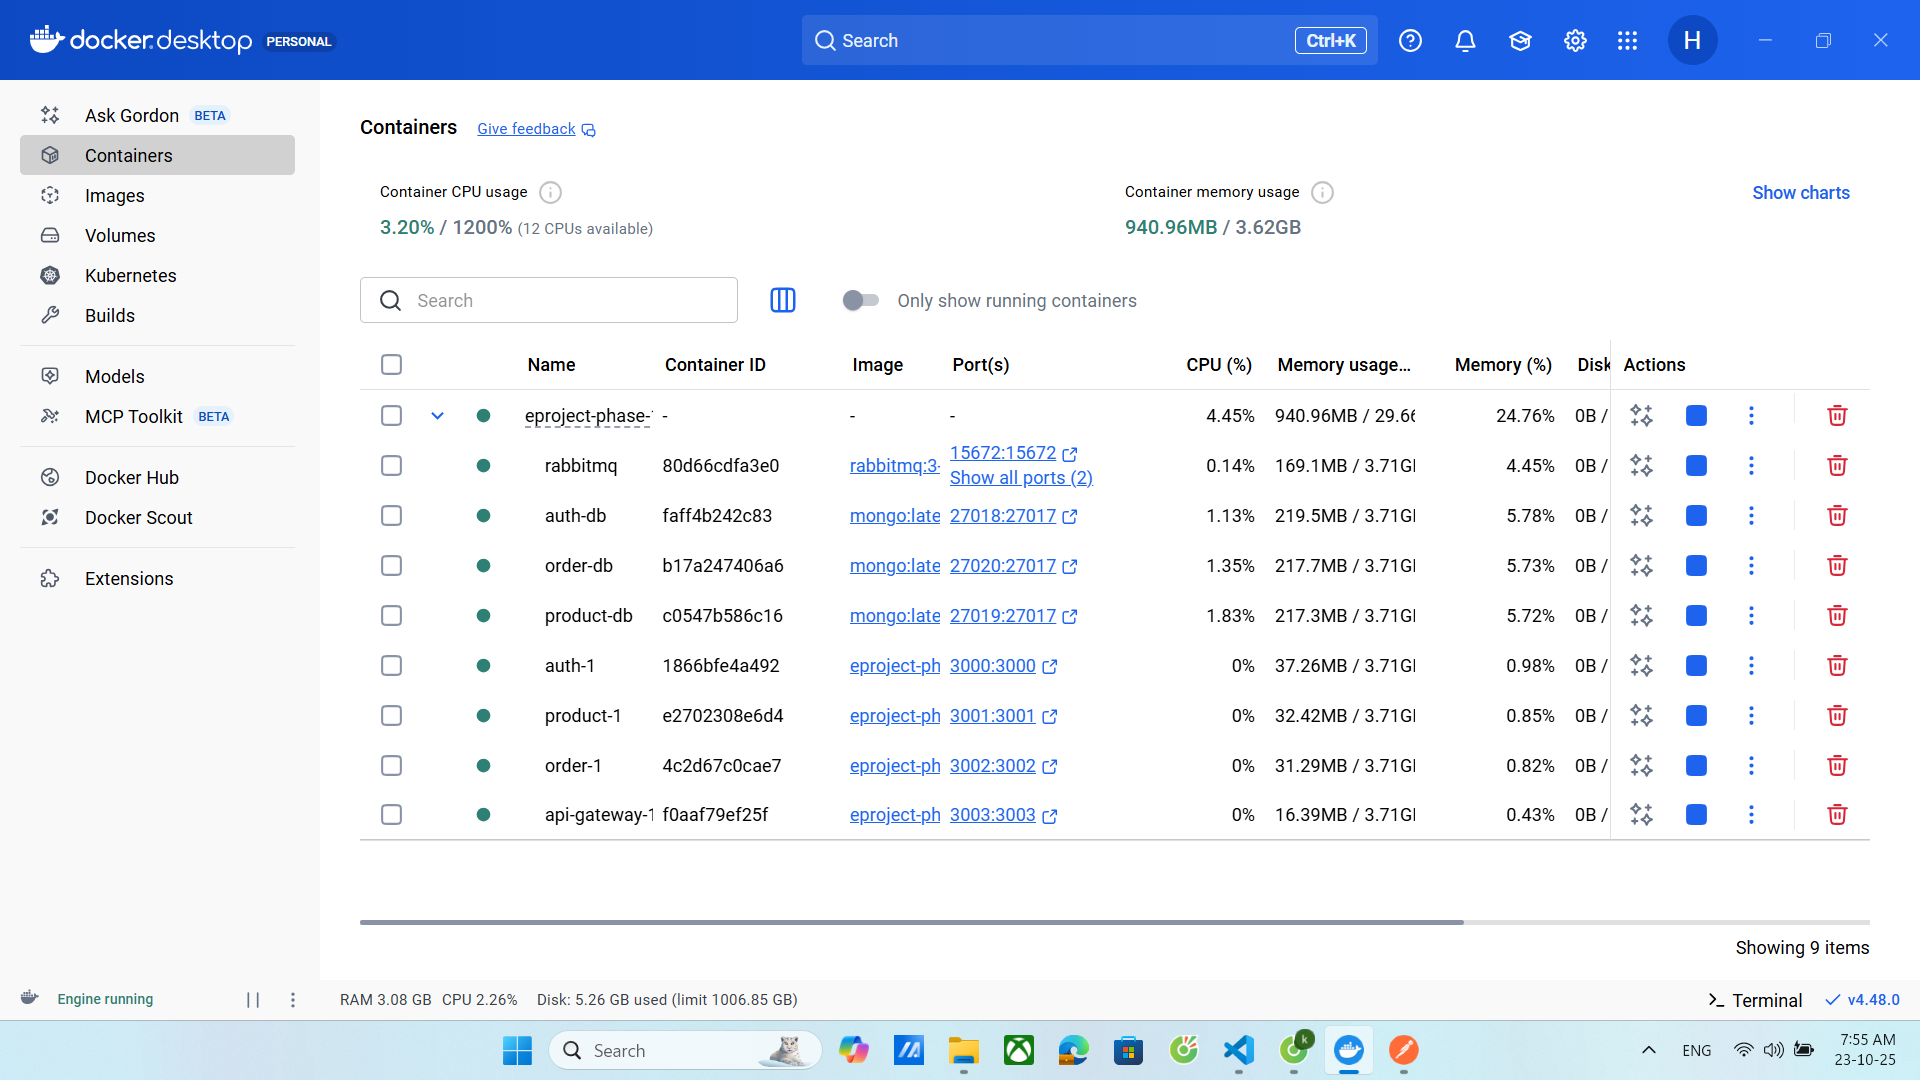 docker.desktop PERSONAL
Search Ctrl+K
H
Ask Gordon BETA
Containers
Images
Volumes
Kubernetes
Builds
Models
MCP Toolkit BETA
Docker Hub
Docker Scout
Extensions
Containers Give feedback
Container CPU usage
3.20% / 1200% (12 CPUs available)
Container memory usage
940.96MB / 3.62GB
Show charts
Search
Only show running containers
Name Container ID Image Port(s) CPU (%) Memory usage... Memory (%) Disk Actions
eproject-phase- - - - 4.45% 940.96MB / 29.66 24.76% 0B /
rabbitmq 80d66cdfa3e0 rabbitmq:3- 15672:15672 0.14% 169.1MB / 3.71GI 4.45% 0B /
Show all ports (2)
auth-db faff4b242c83 mongo:late 27018:27017 1.13% 219.5MB / 3.71GI 5.78% 0B /
order-db b17a247406a6 mongo:late 27020:27017 1.35% 217.7MB / 3.71GI 5.73% 0B /
product-db c0547b586c16 mongo:late 27019:27017 1.83% 217.3MB / 3.71GI 5.72% 0B /
auth-1 1866bfe4a492 eproject-ph 3000:3000 0% 37.26MB / 3.71GI 0.98% 0B /
product-1 e2702308e6d4 eproject-ph 3001:3001 0% 32.42MB / 3.71GI 0.85% 0B /
order-1 4c2d67c0cae7 eproject-ph 3002:3002 0% 31.29MB / 3.71GI 0.82% 0B /
api-gateway-1 f0aaf79ef25f eproject-ph 3003:3003 0% 16.39MB / 3.71GI 0.43% 0B /
Showing 9 items
Engine running
RAM 3.08 GB CPU 2.26% Disk: 5.26 GB used (limit 1006.85 GB)
Terminal v4.48.0
Search
k
ENG
7:55 AM
23-10-25